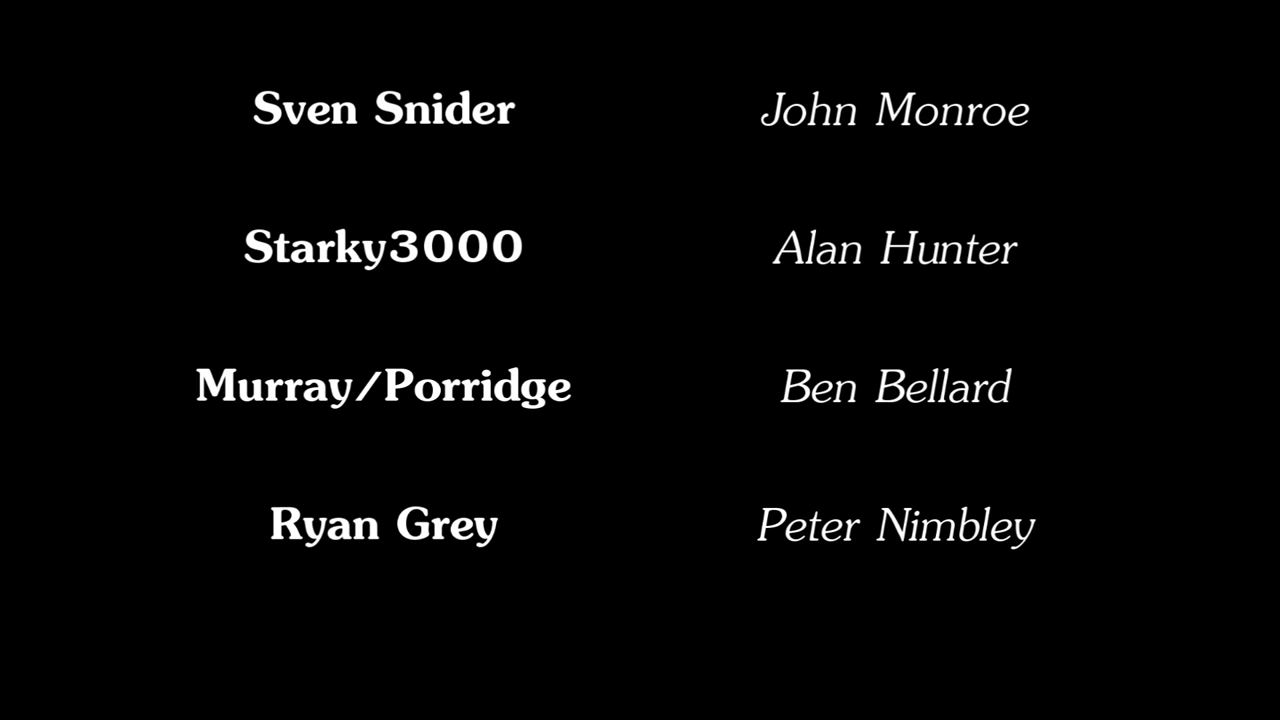 Sven Snider John Monroe
Starky3000 Alan Hunter
Murray/Porridge Ben Bellard
Ryan Grey Peter Nimbley